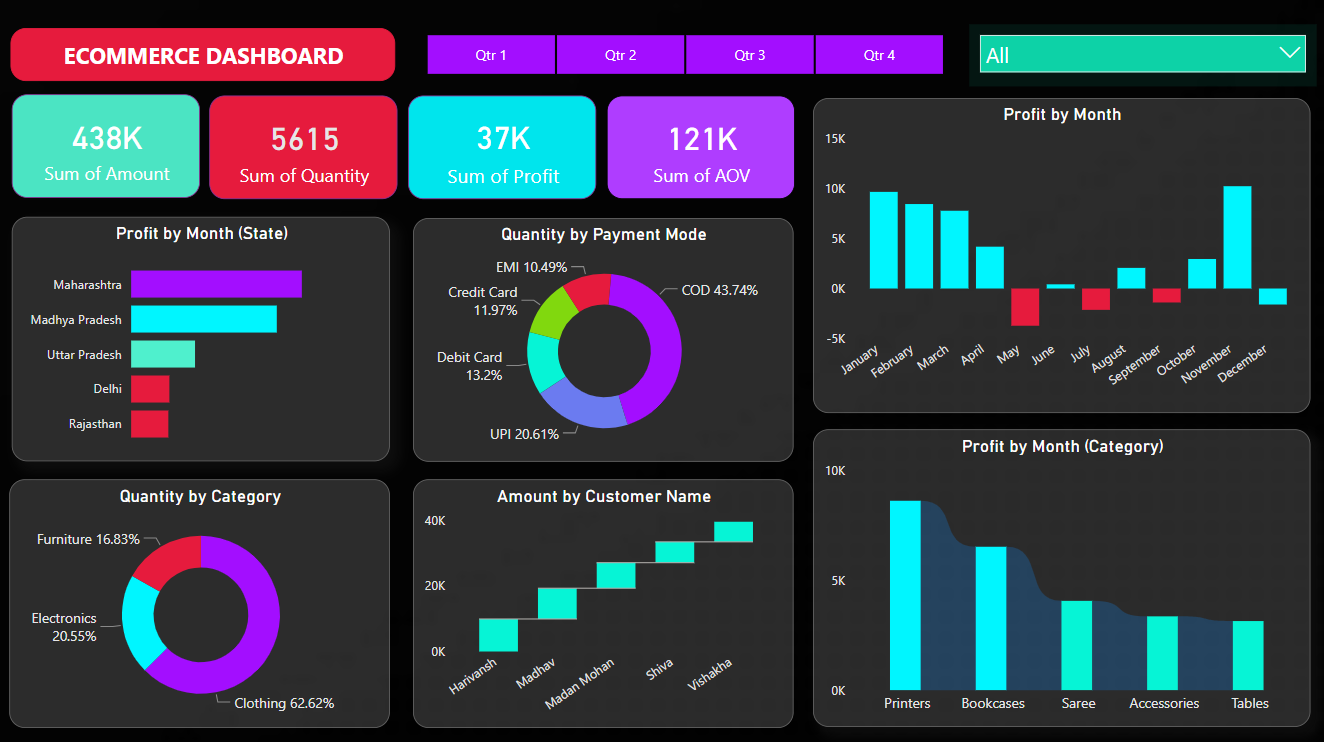 ECOMMERCE DASHBOARD
Qtr 1
Qtr 2
Qtr 3
Qtr 4
All
438K
Sum of Amount
5615
Sum of Quantity
37K
Sum of Profit
121K
Sum of AOV
Profit by Month
15K
10K
5K
0K
-5K
January
February
March
April
May
June
July
August
September
October
November
December
Profit by Month (State)
Maharashtra
Madhya Pradesh
Uttar Pradesh
Delhi
Rajasthan
Quantity by Payment Mode
EMI 10.49%
COD 43.74%
Credit Card
11.97%
Debit Card
13.2%
UPI 20.61%
Profit by Month (Category)
10K
5K
0K
Printers
Bookcases
Saree
Accessories
Tables
Quantity by Category
Furniture 16.83%
Electronics
20.55%
Clothing 62.62%
Amount by Customer Name
40K
20K
0K
Harivansh
Madhav
Madan Mohan
Shiva
Vishakha